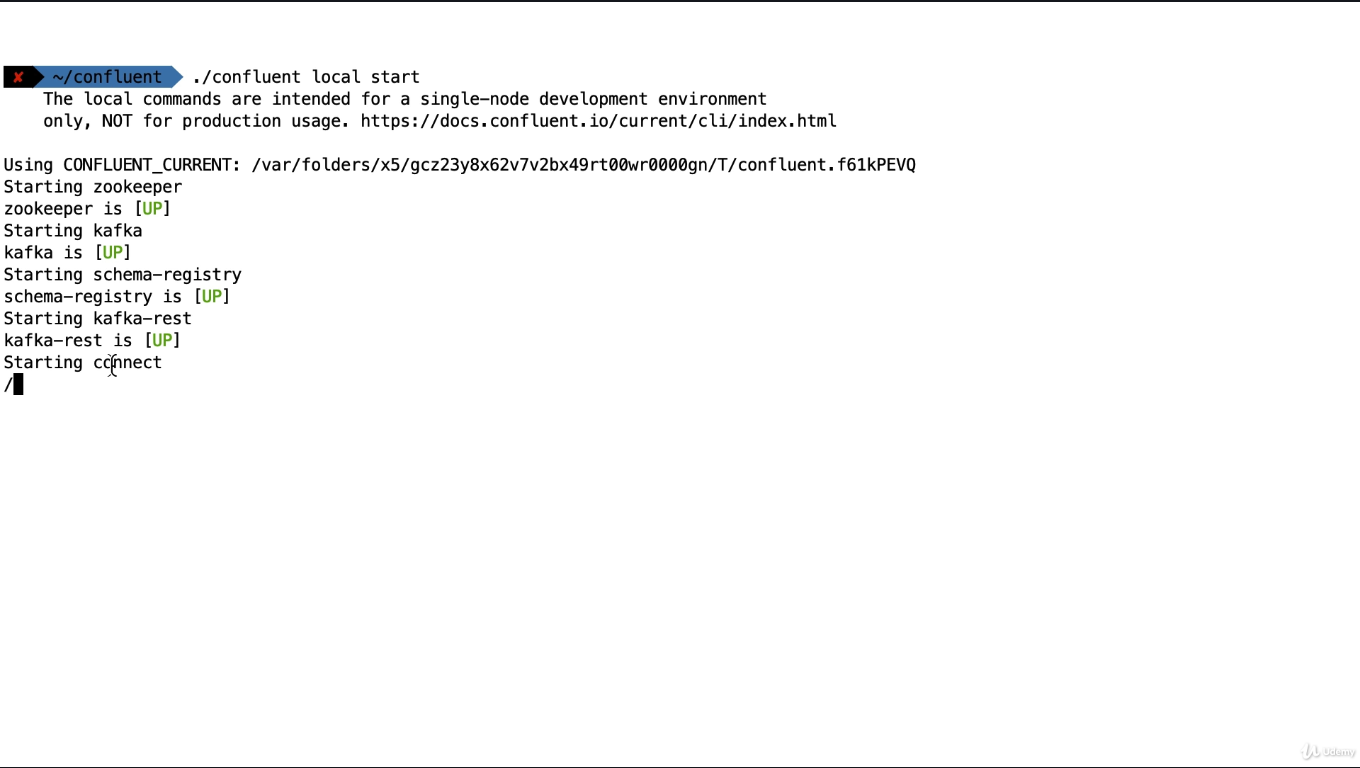 ✘ ~/confluent ./confluent local start
The local commands are intended for a single-node development environment
only, NOT for production usage. https://docs.confluent.io/current/cli/index.html
Using CONFLUENT_CURRENT: /var/folders/x5/gcz23y8x62v7v2bx49rt00wr0000gn/T/confluent.f61kPEVQ
Starting zookeeper
zookeeper is [UP]
Starting kafka
kafka is [UP]
Starting schema-registry
schema-registry is [UP]
Starting kafka-rest
kafka-rest is [UP]
Starting connect
/
Udemy